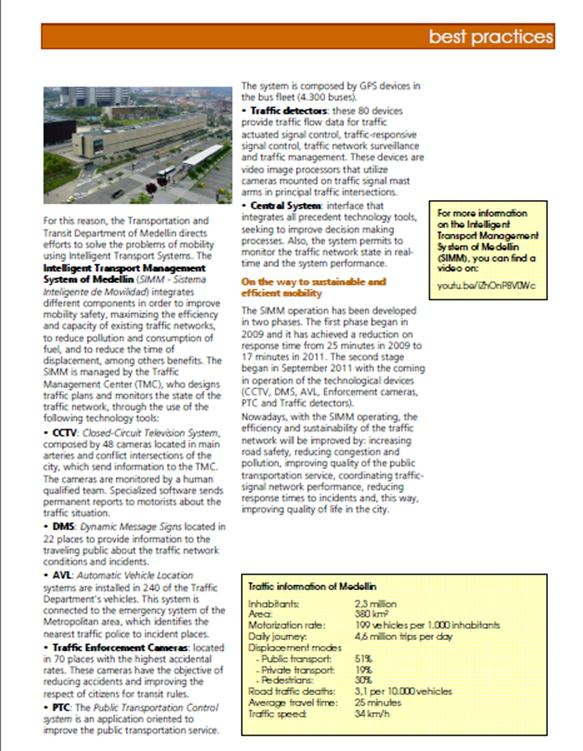 best practices
For this reason, the Transportation and
Transit Department of Medellin directs
efforts to solve the problems of mobility
using Intelligent Transport Systems. The
Intelligent Transport Management
System of Medellin (SIMM - Sistema
Inteligente de Movilidad) integrates
different components in order to improve
mobility safety, maximizing the efficiency
and capacity of existing traffic networks,
to reduce pollution and consumption of
fuel, and to reduce the time of
displacement, among others benefits. The
SIMM is managed by the Traffic
Management Center (TMC), who designs
traffic plans and monitors the state of the
traffic network, through the use of the
following technology tools:
• CCTV: Closed-Circuit Television System,
composed by 48 cameras located in main
arteries and conflict intersections of the
city, which send information to the TMC.
The cameras are monitored by a human
qualified team. Specialized software sends
permanent reports to motorists about the
traffic situation.
• DMS: Dynamic Message Signs located in
22 places to provide information to the
traveling public about the traffic network
conditions and incidents.
• AVL: Automatic Vehicle Location
systems are installed in 240 of the Traffic
Department's vehicles. This system is
connected to the emergency system of the
Metropolitan area, which identifies the
nearest traffic police to incident places.
• Traffic Enforcement Cameras: located
in 70 places with the highest accidental
rates. These cameras have the objective of
reducing accidents and improving the
respect of citizens for transit rules.
• PTC: The Public Transportation Control
system is an application oriented to
improve the public transportation service.
The system is composed by GPS devices in
the bus fleet (4.300 buses).
• Traffic detectors: these 80 devices
provide traffic flow data for traffic
actuated signal control, traffic-responsive
signal control, traffic network surveillance
and traffic management. These devices are
video image processors that utilize
cameras mounted on traffic signal mast
arms in principal traffic intersections.
• Central System: interface that
integrates all precedent technology tools,
seeking to improve decision making
processes. Also, the system permits to
monitor the traffic network state in real-
time and the system performance.
On the way to sustainable and
efficient mobility
The SIMM operation has been developed
in two phases. The first phase began in
2009 and it has achieved a reduction on
response time from 25 minutes in 2009 to
17 minutes in 2011. The second stage
began in September 2011 with the coming
in operation of the technological devices
(CCTV, DMS, AVL, Enforcement cameras,
PTC and Traffic detectors).
Nowadays, with the SIMM operating, the
efficiency and sustainability of the traffic
network will be improved by: increasing
road safety, reducing congestion and
pollution, improving quality of the public
transportation service, coordinating traffic-
signal network performance, reducing
response times to incidents and, this way,
improving quality of life in the city.
For more information
on the Intelligent
Transport Management
System of Medellin
(SIMM), you can find a
video on:
Traffic information of Medellin
Inhabitants: 2,3 million
Area: 380 km²
Motorization rate: 199 vehicles per 1.000 inhabitants
Daily journey: 4,6 million trips per day
Displacement modes
- Public transport: 51%
- Private transport: 19%
- Pedestrians: 30%
Road traffic deaths: 3,1 per 10.000 vehicles
Average travel time: 25 minutes
Traffic speed: 34 km/h